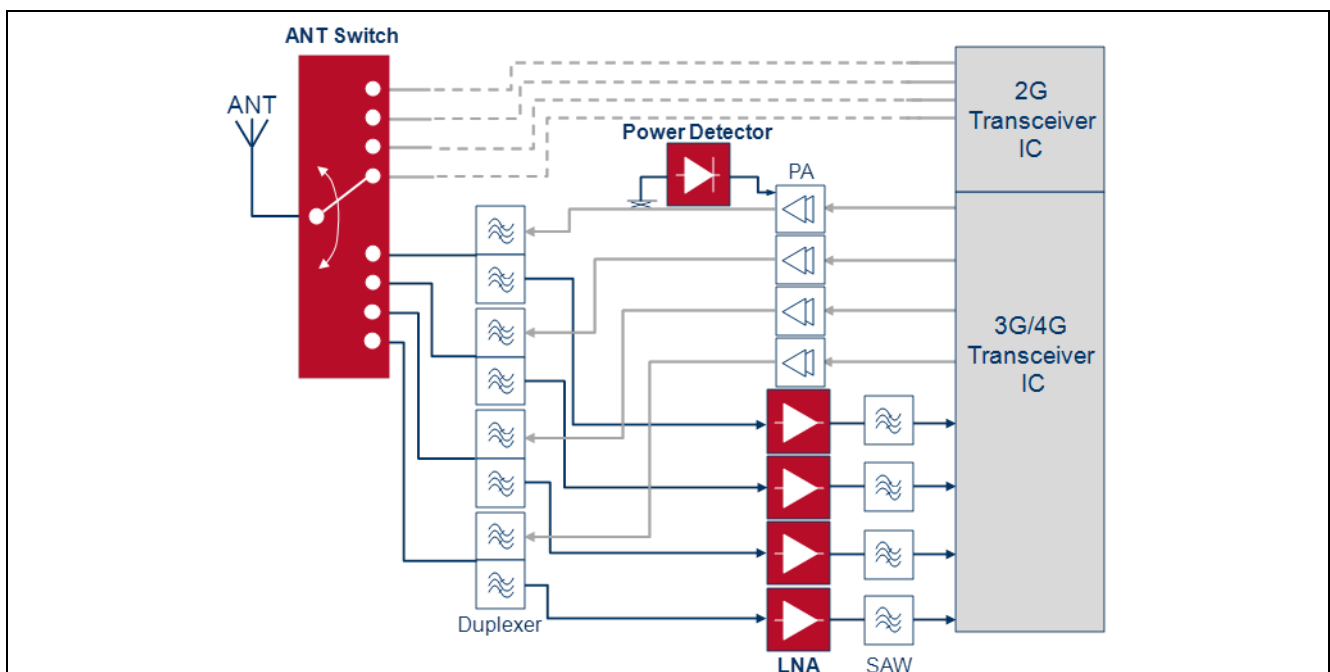 ANT Switch
ANT
2G
Transceiver
IC
Power Detector
PA
3G/4G
Transceiver
IC
Duplexer
LNA
SAW